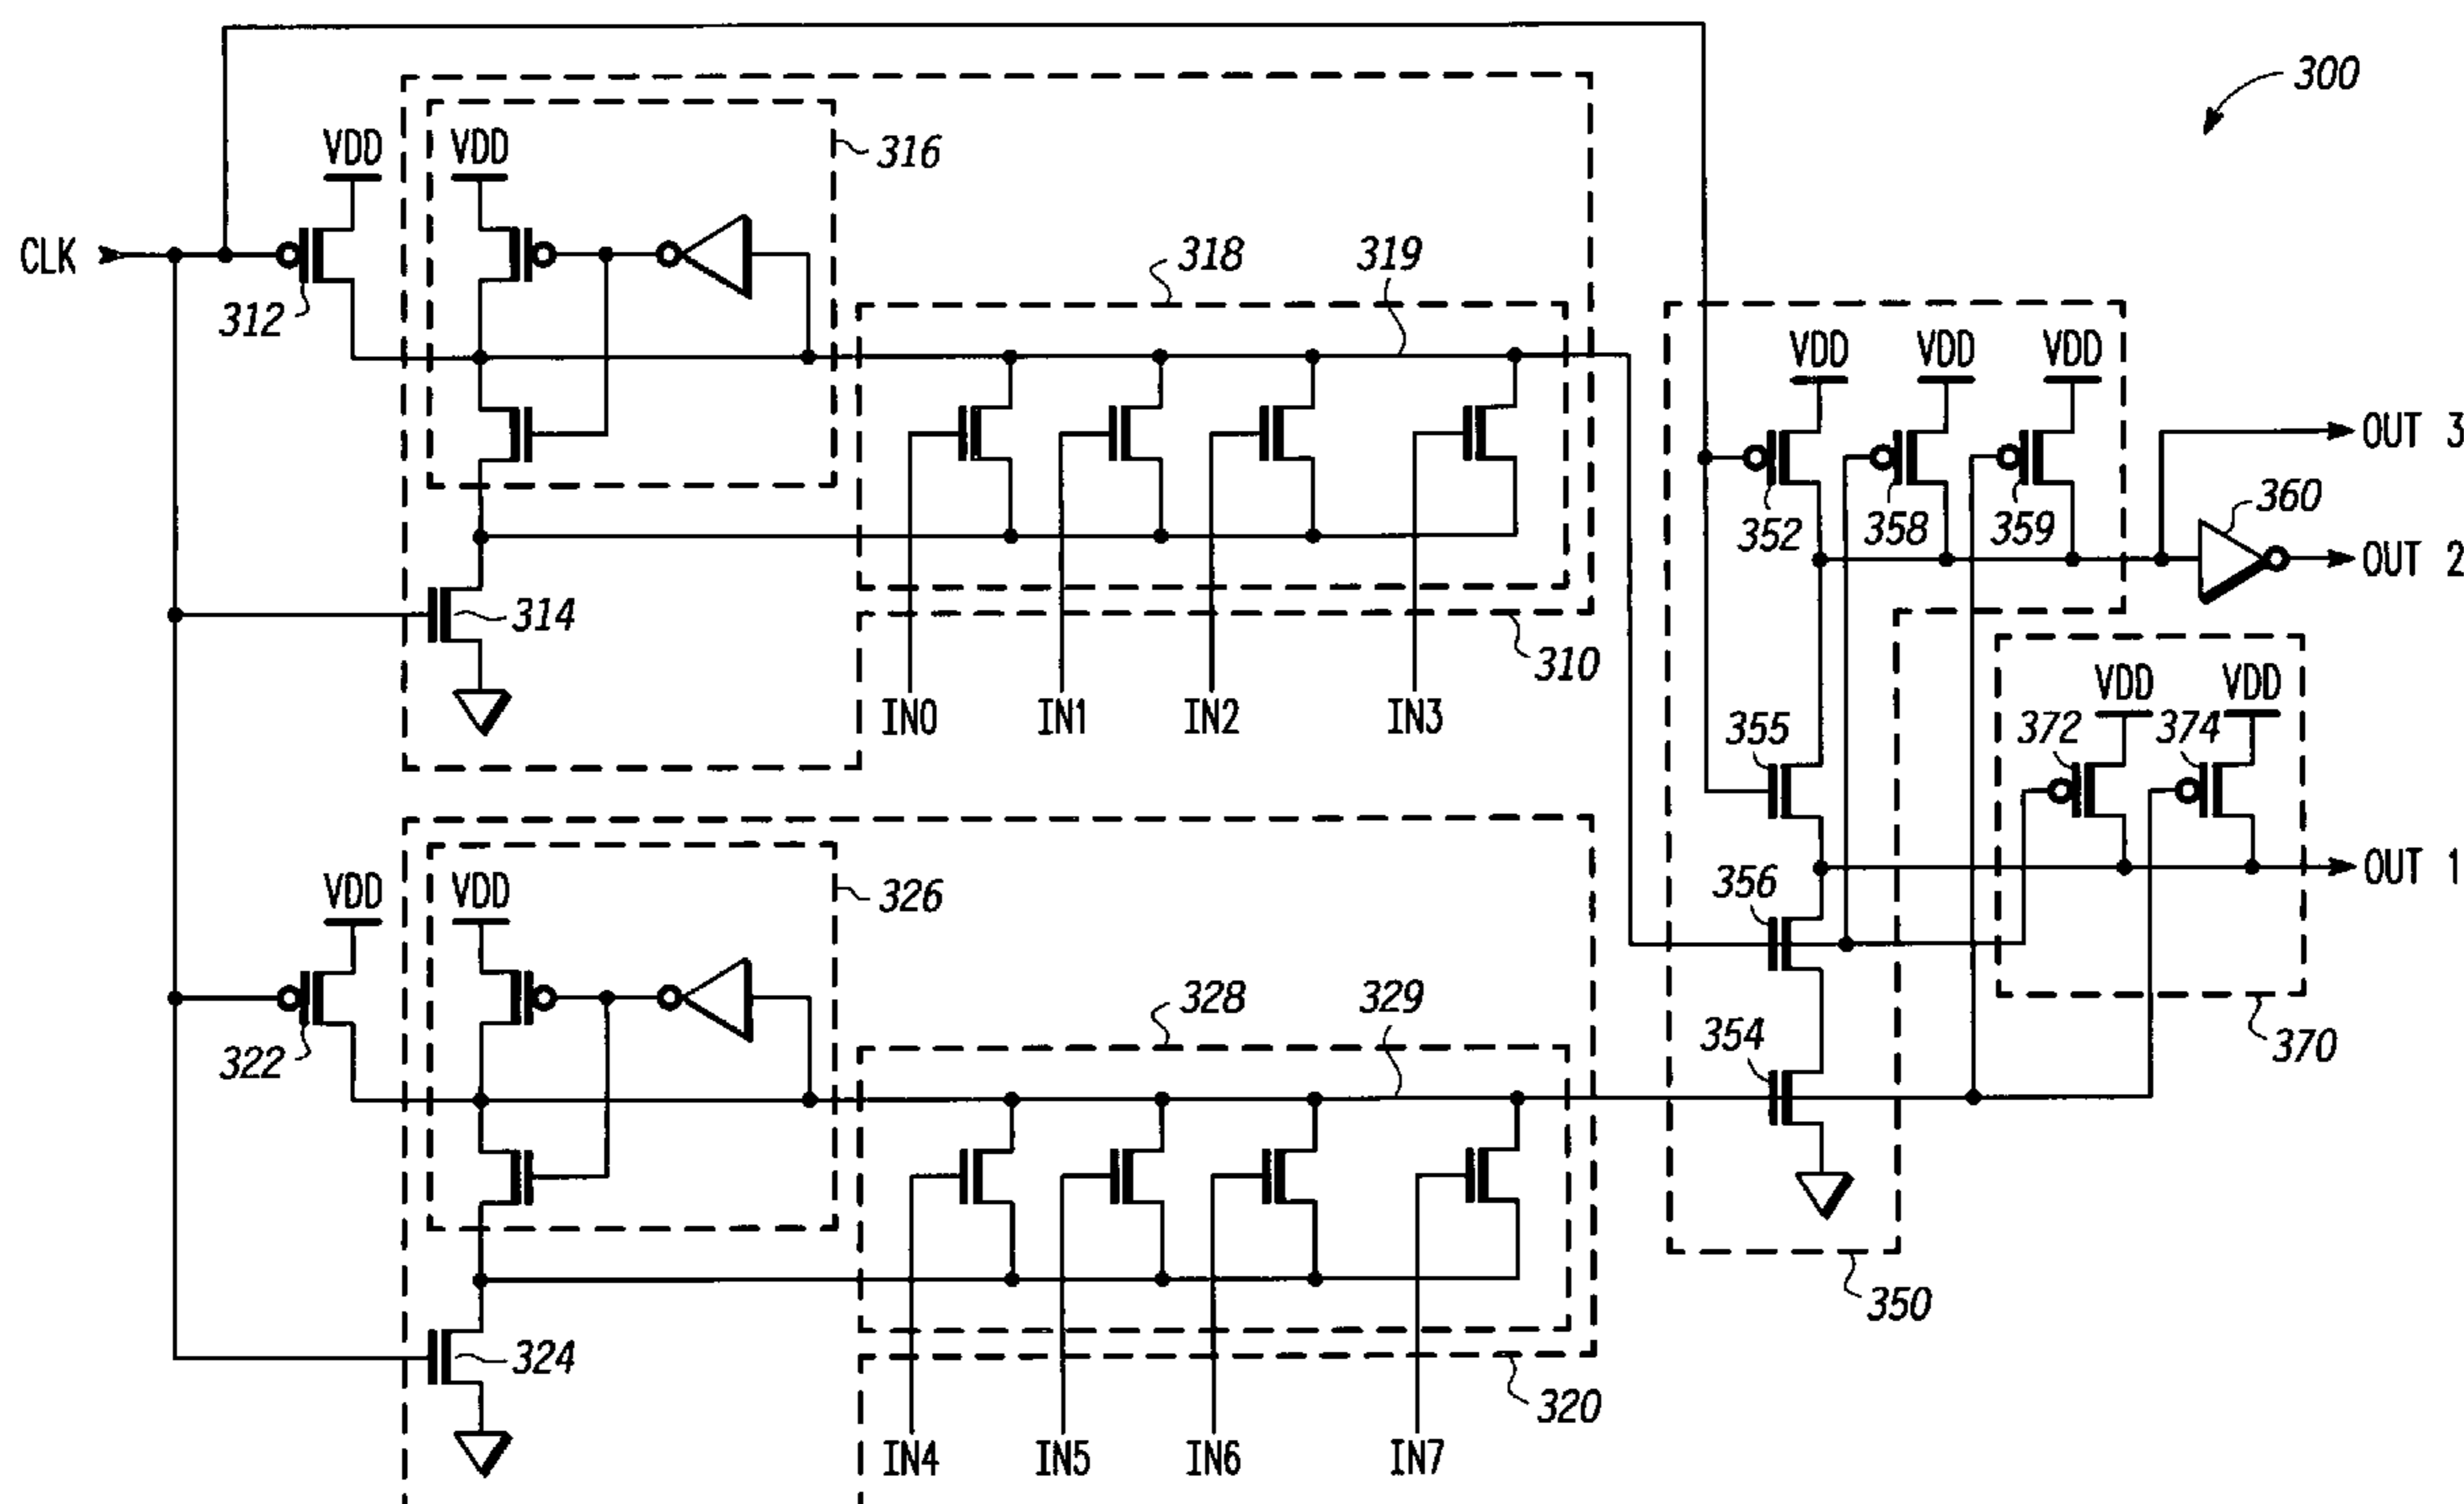 300
VDD
VDD
316
CLK
318
319
312
VDD
VDD
VDD
OUT 3
360
352
358
359
OUT 2
314
310
VDD
VDD
IN0
IN1
IN2
IN3
355
372
374
OUT 1
VDD
VDD
326
356
328
329
354
322
370
350
324
320
IN4
IN5
IN6
IN7